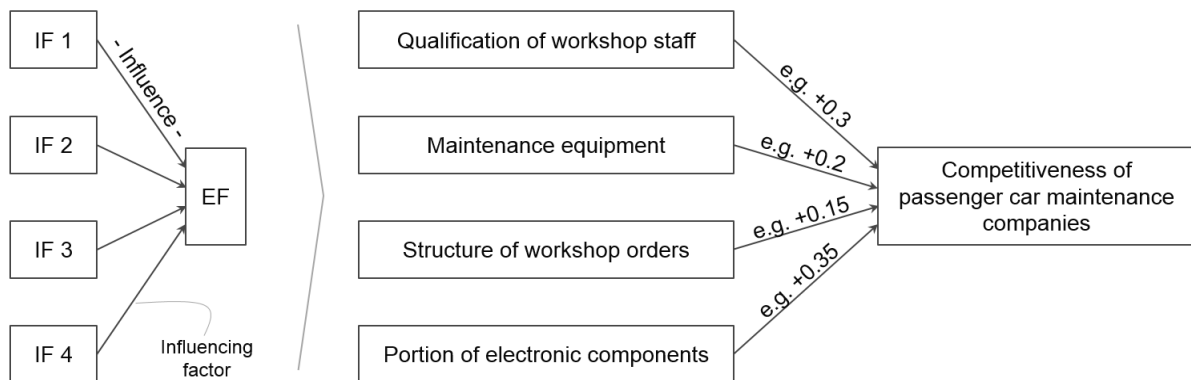 IF 1
IF 2
IF 3
IF 4
- Influence -
EF
Influencing
factor
Qualification of workshop staff
Maintenance equipment
Structure of workshop orders
Portion of electronic components
e.g. +0.3
e.g. +0.2
e.g. +0.15
e.g. +0.35
Competitiveness of
passenger car maintenance
companies